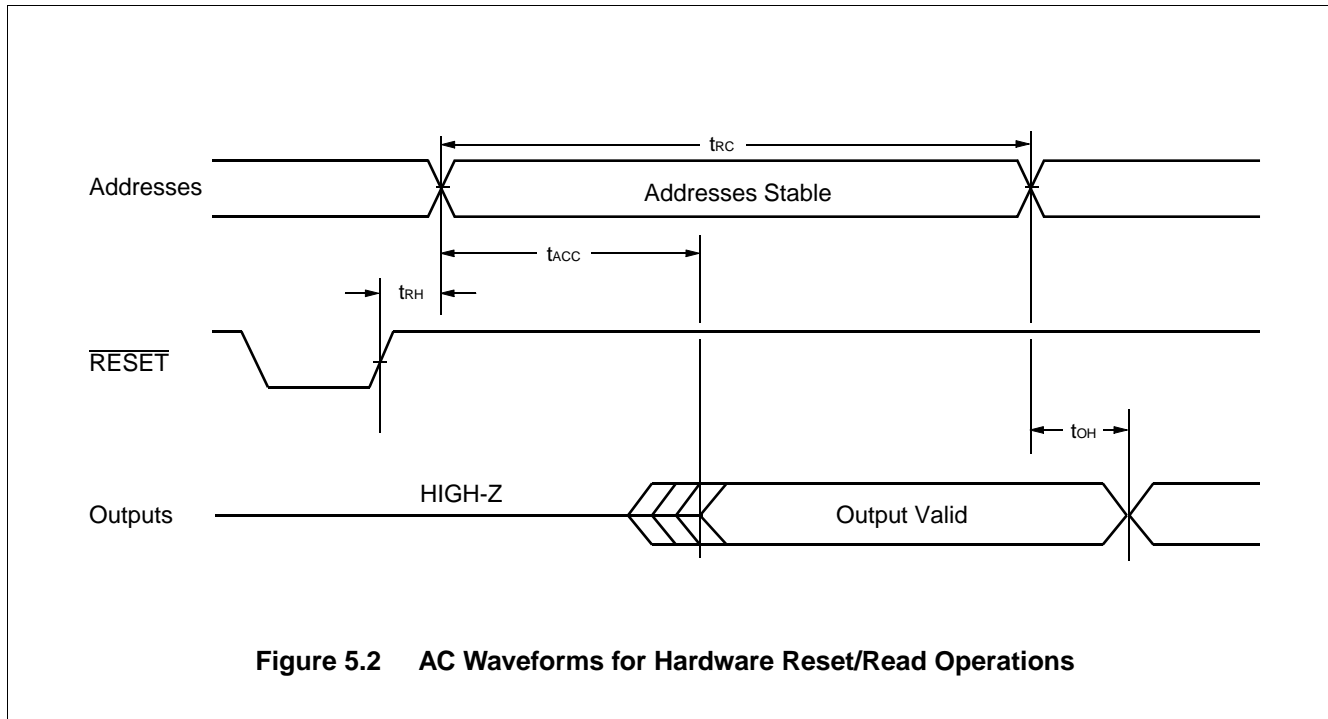 tRC
Addresses
Addresses Stable
tACC
tRH
RESET
tOH
HIGH-Z
Outputs
Output Valid
Figure 5.2 AC Waveforms for Hardware Reset/Read Operations